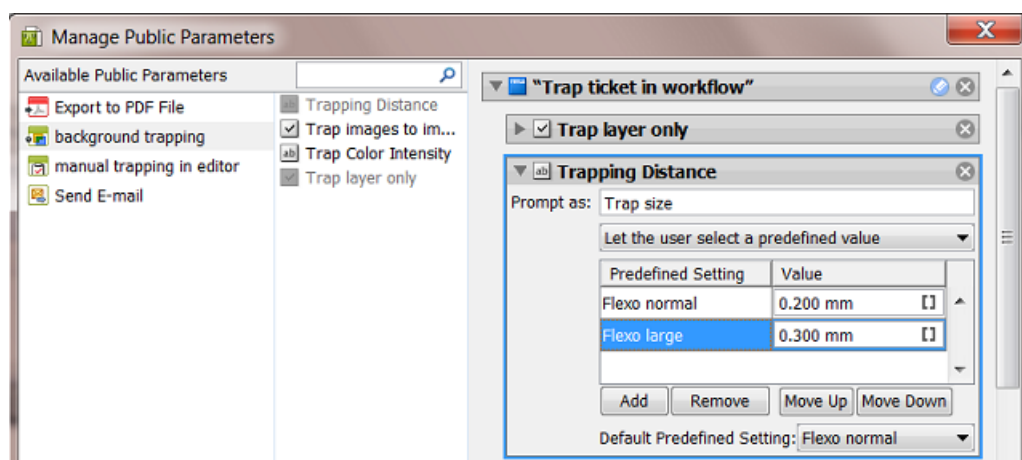 Manage Public Parameters
Available Public Parameters
Export to PDF File
background trapping
manual trapping in editor
Send E-mail
Trapping Distance
Trap images to im...
ab Trap Color Intensity
Trap layer only
"Trap ticket in workflow"
Trap layer only
ab Trapping Distance
Prompt as: Trap size
Let the user select a predefined value
Predefined Setting Value
Flexo normal 0.200 mm [ ]
Flexo large 0.300 mm [ ]
Add Remove Move Up Move Down
Default Predefined Setting: Flexo normal